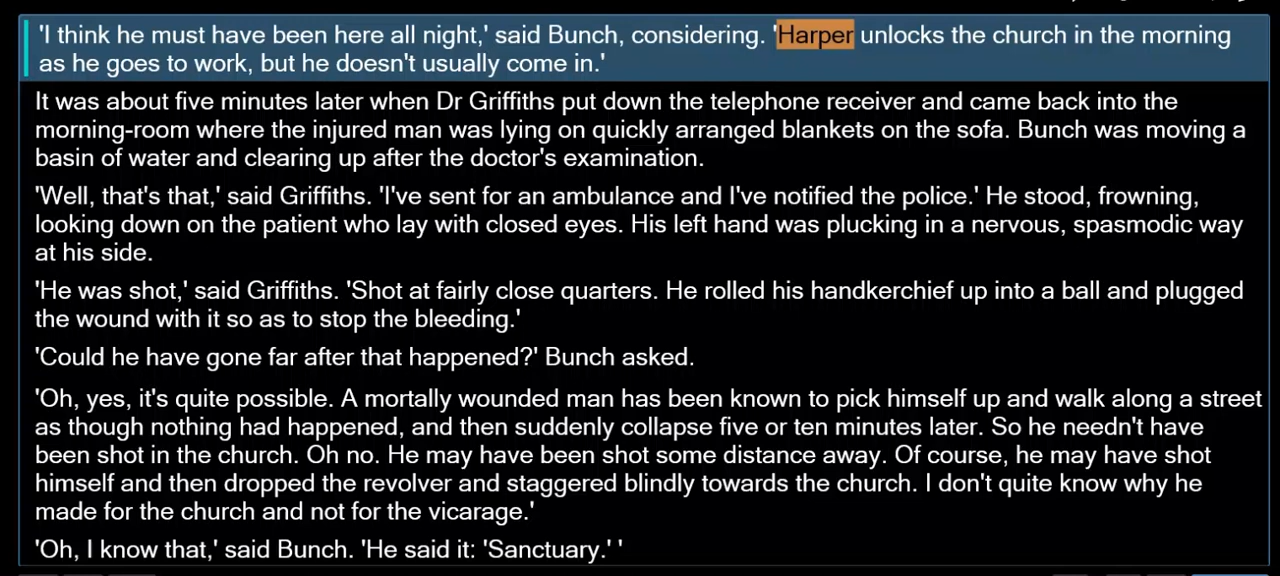 'I think he must have been here all night,' said Bunch, considering. 'Harper unlocks the church in the morning
as he goes to work, but he doesn't usually come in.'
It was about five minutes later when Dr Griffiths put down the telephone receiver and came back into the
morning-room where the injured man was lying on quickly arranged blankets on the sofa. Bunch was moving a
basin of water and clearing up after the doctor's examination.
'Well, that's that,' said Griffiths. 'I've sent for an ambulance and I've notified the police.' He stood, frowning,
looking down on the patient who lay with closed eyes. His left hand was plucking in a nervous, spasmodic way
at his side.
'He was shot,' said Griffiths. 'Shot at fairly close quarters. He rolled his handkerchief up into a ball and plugged
the wound with it so as to stop the bleeding.'
'Could he have gone far after that happened?' Bunch asked.
'Oh, yes, it's quite possible. A mortally wounded man has been known to pick himself up and walk along a street
as though nothing had happened, and then suddenly collapse five or ten minutes later. So he needn't have
been shot in the church. Oh no. He may have been shot some distance away. Of course, he may have shot
himself and then dropped the revolver and staggered blindly towards the church. I don't quite know why he
made for the church and not for the vicarage.'
'Oh, I know that,' said Bunch. 'He said it: 'Sanctuary.' '